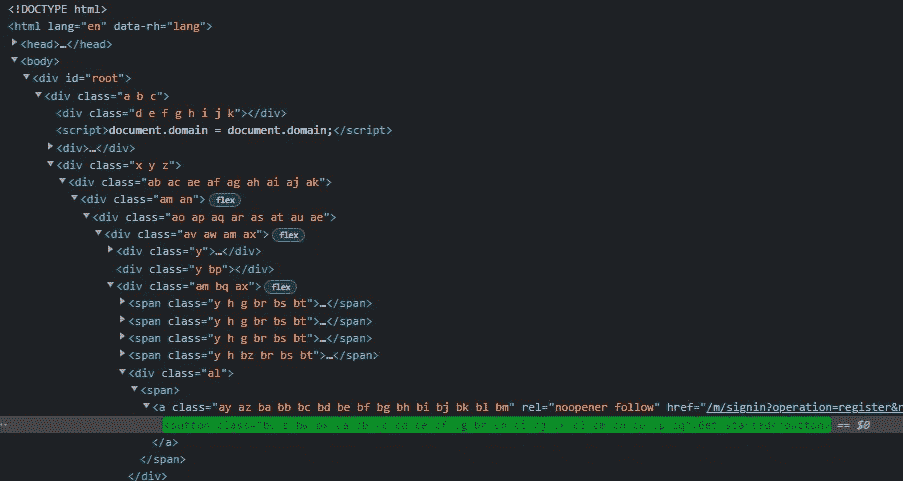 <!DOCTYPE html>
<html lang="en" data-rh="lang">
<head>…</head>
<body>
<div id="root">
<div class="a b c">
<div class="d e f g h i j k"></div>
<script>document.domain = document.domain;</script>
<div>…</div>
<div class="x y z">
<div class="ab ac ae af ag ah ai aj ak">
<div class="am an"> flex
<div class="ao ap aq ar as at au ae">
<div class="av aw am ax"> flex
<div class="y">…</div>
<div class="y bp"></div>
<div class="am bq ax"> flex
<span class="y h g br bs bt">…</span>
<span class="y h g br bs bt">…</span>
<span class="y h g br bs bt">…</span>
<span class="y h bz br bs bt">…</span>
<div class="al">
<span>
<a class="ay az ba bb bc bd be bf bg bh bi bj bk bl bm" rel="noopener follow" href="/m/signin?operation=register&r
<button class= == $0
</a>
</span>
</div>